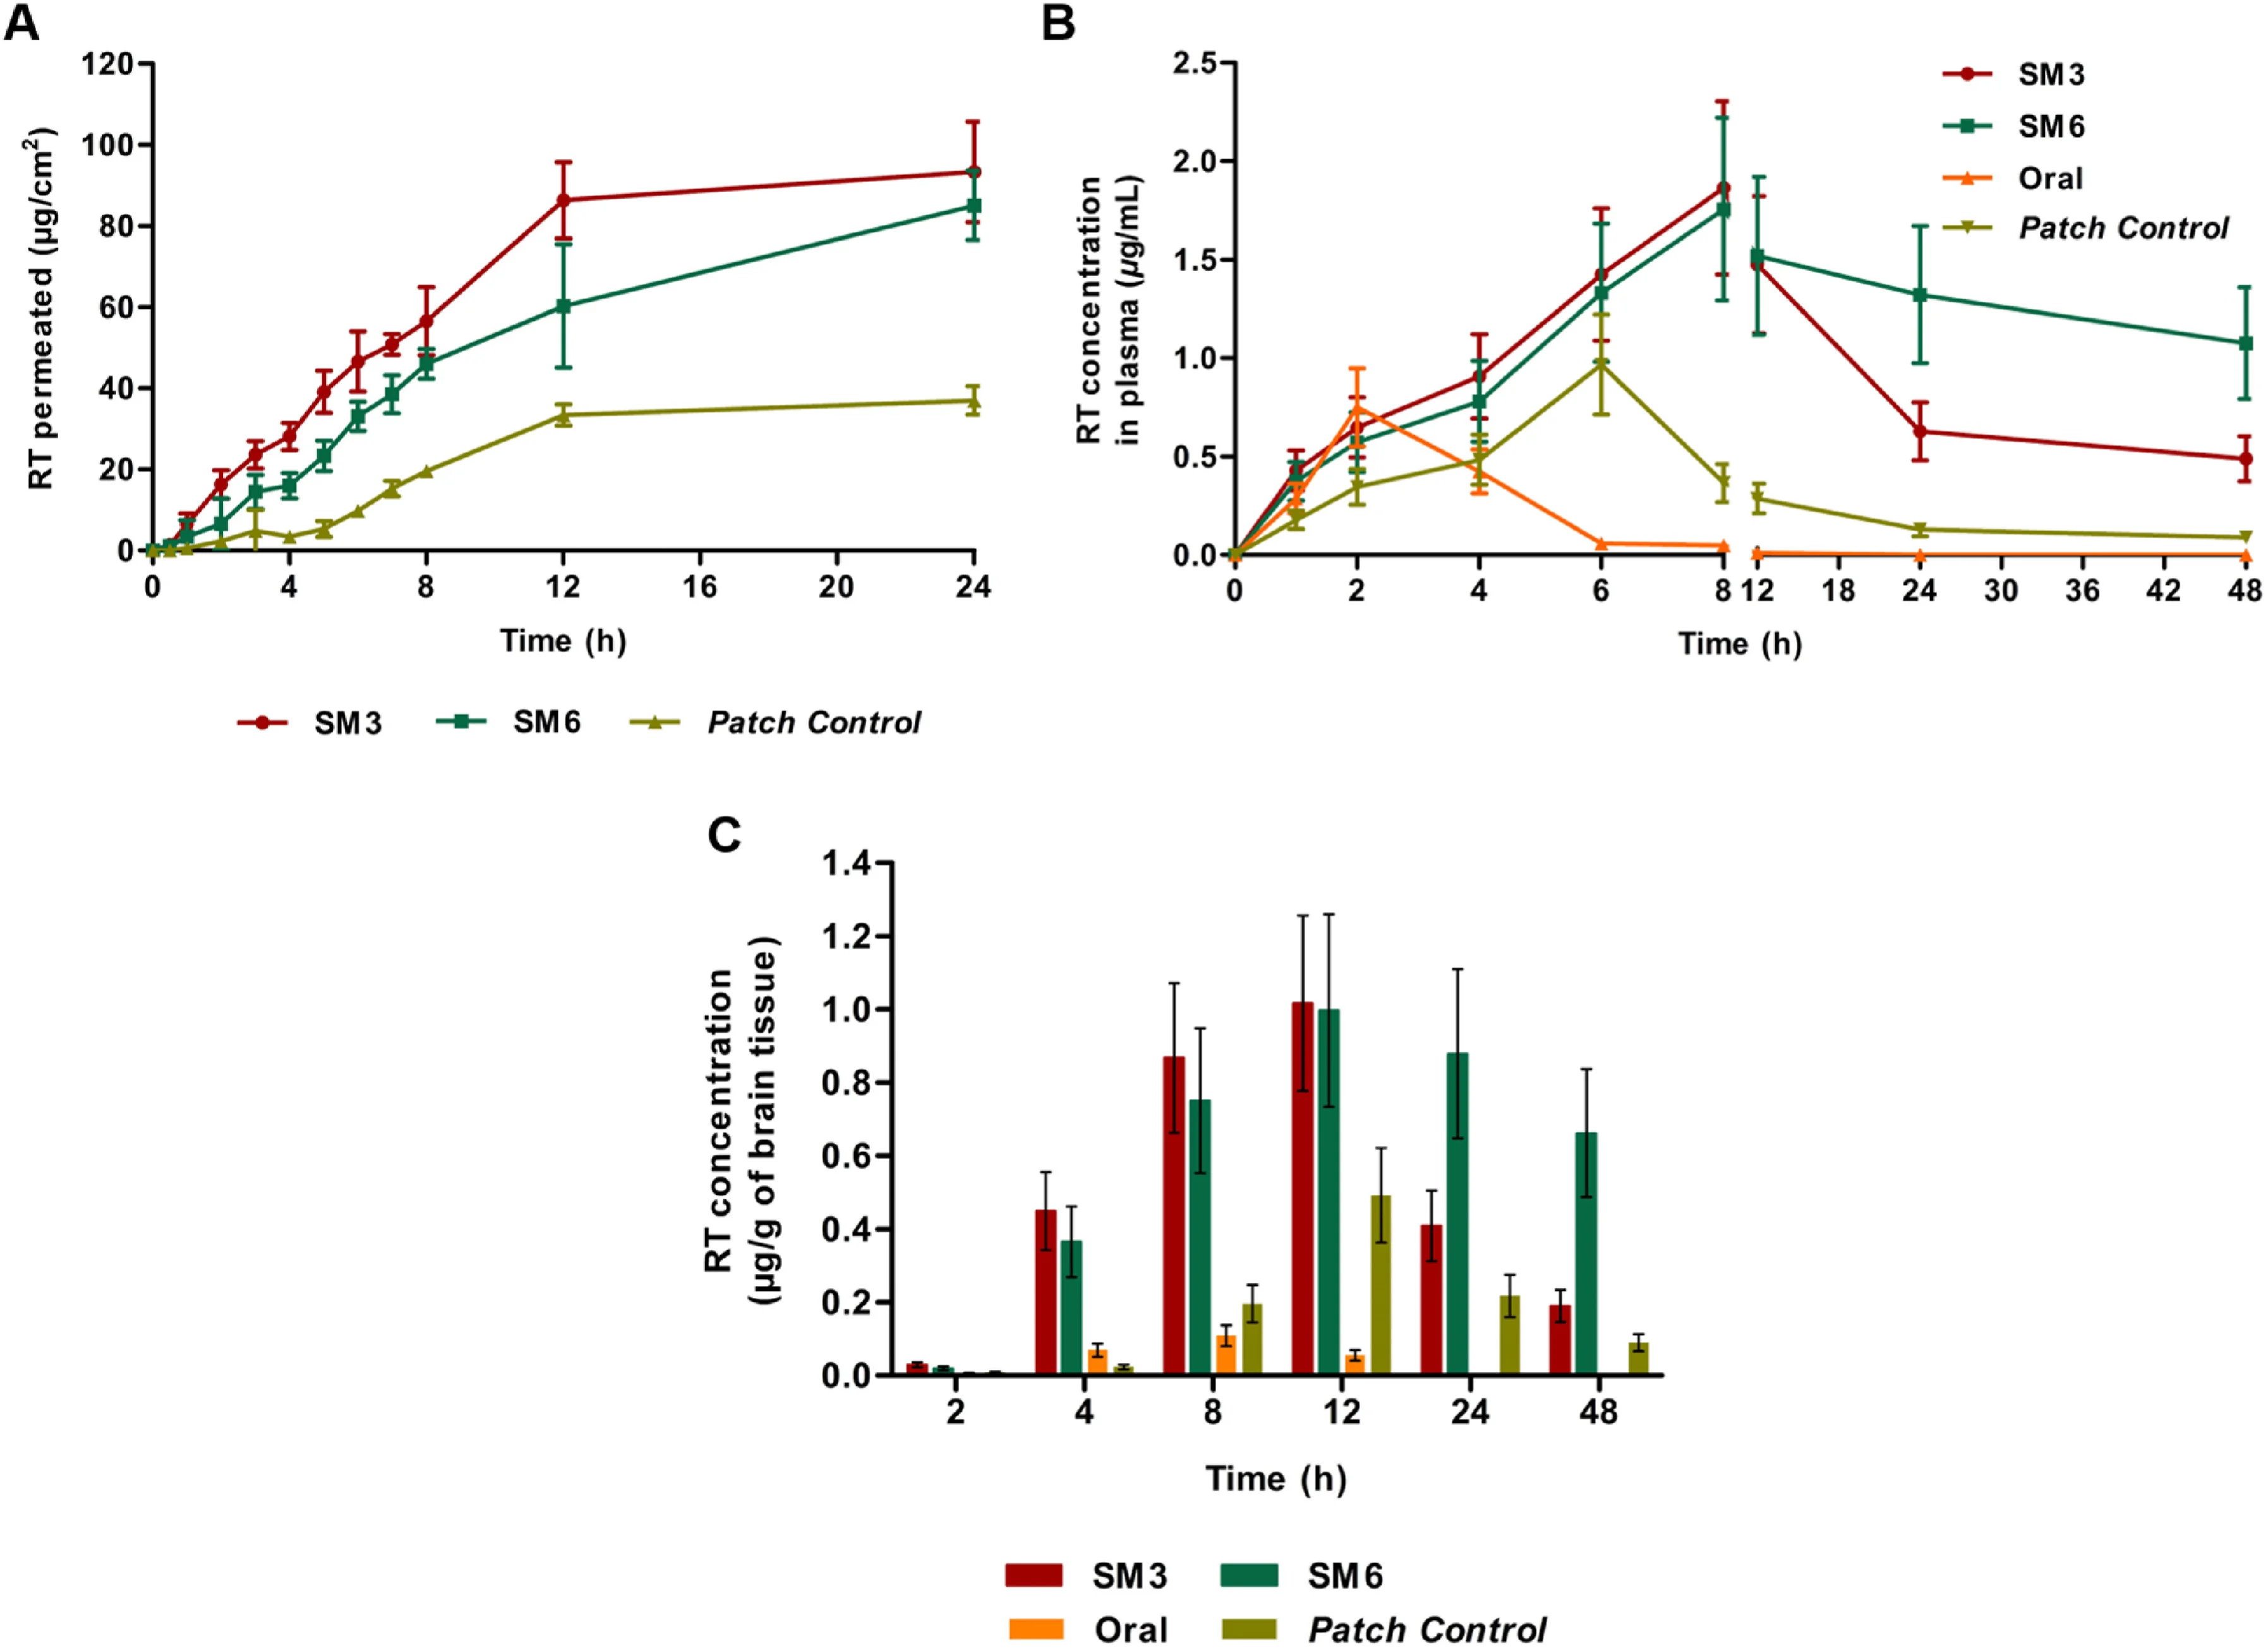 A
120
100
80
60
40
20
0
RT permeated (µg/cm²)
0 4 8 12 16 20 24
Time (h)
SM3 SM6 Patch Control
B
2.5
2.0
1.5
1.0
0.5
0.0
RT concentration
in plasma (µg/mL)
0 2 4 6 8 12 18 24 30 36 42 48
Time (h)
SM3
SM6
Oral
Patch Control
C
1.4
1.2
1.0
0.8
0.6
0.4
0.2
0.0
RT concentration
(µg/g of brain tissue)
2 4 8 12 24 48
Time (h)
SM3 SM6
Oral Patch Control